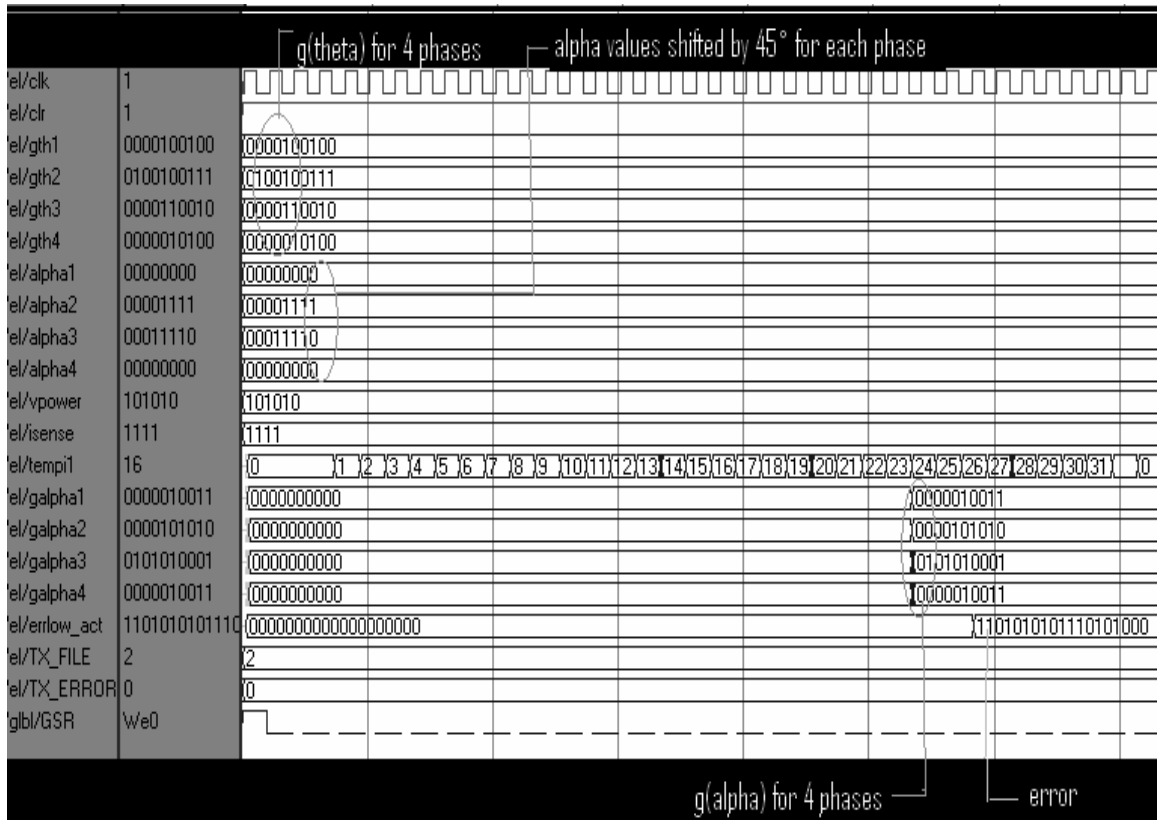 g(theta) for 4 phases
alpha values shifted by 45° for each phase
'el/clk 1
'el/clr 1
'el/gth1 0000100100 0000100100
'el/gth2 0100100111 0100100111
'el/gth3 0000110010 0000110010
'el/gth4 0000010100 0000010100
'el/alpha1 00000000 00000000
'el/alpha2 00001111 00001111
'el/alpha3 00011110 00011110
'el/alpha4 00000000 00000000
'el/vpower 101010 101010
'el/isense 1111 1111
'el/tempi1 16 0 1 2 3 4 5 6 7 8 9 10 11 12 13 14 15 16 17 18 19 20 21 22 23 24 25 26 27 28 29 30 31 0
'el/galpha1 0000010011 0000000000 0000010011
'el/galpha2 0000101010 0000000000 0000101010
'el/galpha3 0101010001 0000000000 0101010001
'el/galpha4 0000010011 0000000000 0000010011
'el/errlow_act 1101010101110 0000000000000000000 1101010101110101000
'el/TX_FILE 2 2
'el/TX_ERROR 0 0
'glbl/GSR We0
g(alpha) for 4 phases
error